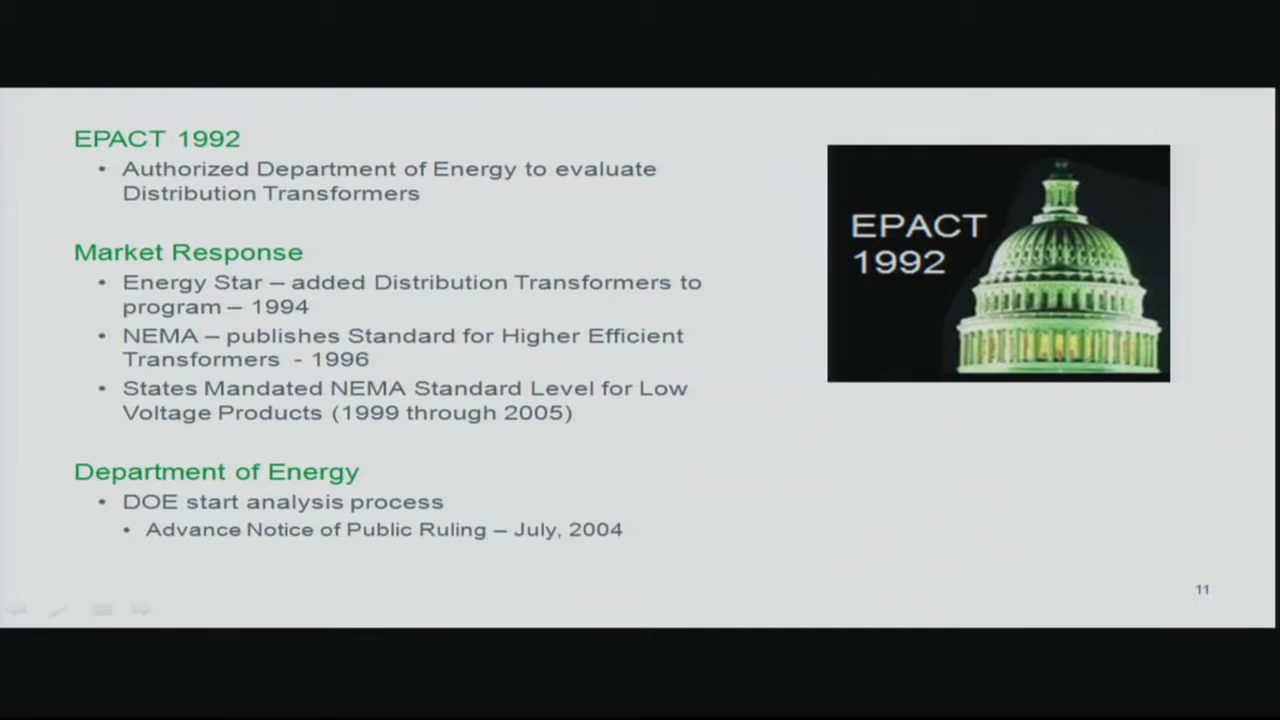 EPACT 1992
• Authorized Department of Energy to evaluate
Distribution Transformers
Market Response
• Energy Star – added Distribution Transformers to
program – 1994
• NEMA – publishes Standard for Higher Efficient
Transformers - 1996
• States Mandated NEMA Standard Level for Low
Voltage Products (1999 through 2005)
Department of Energy
• DOE start analysis process
• Advance Notice of Public Ruling – July, 2004
EPACT
1992
11